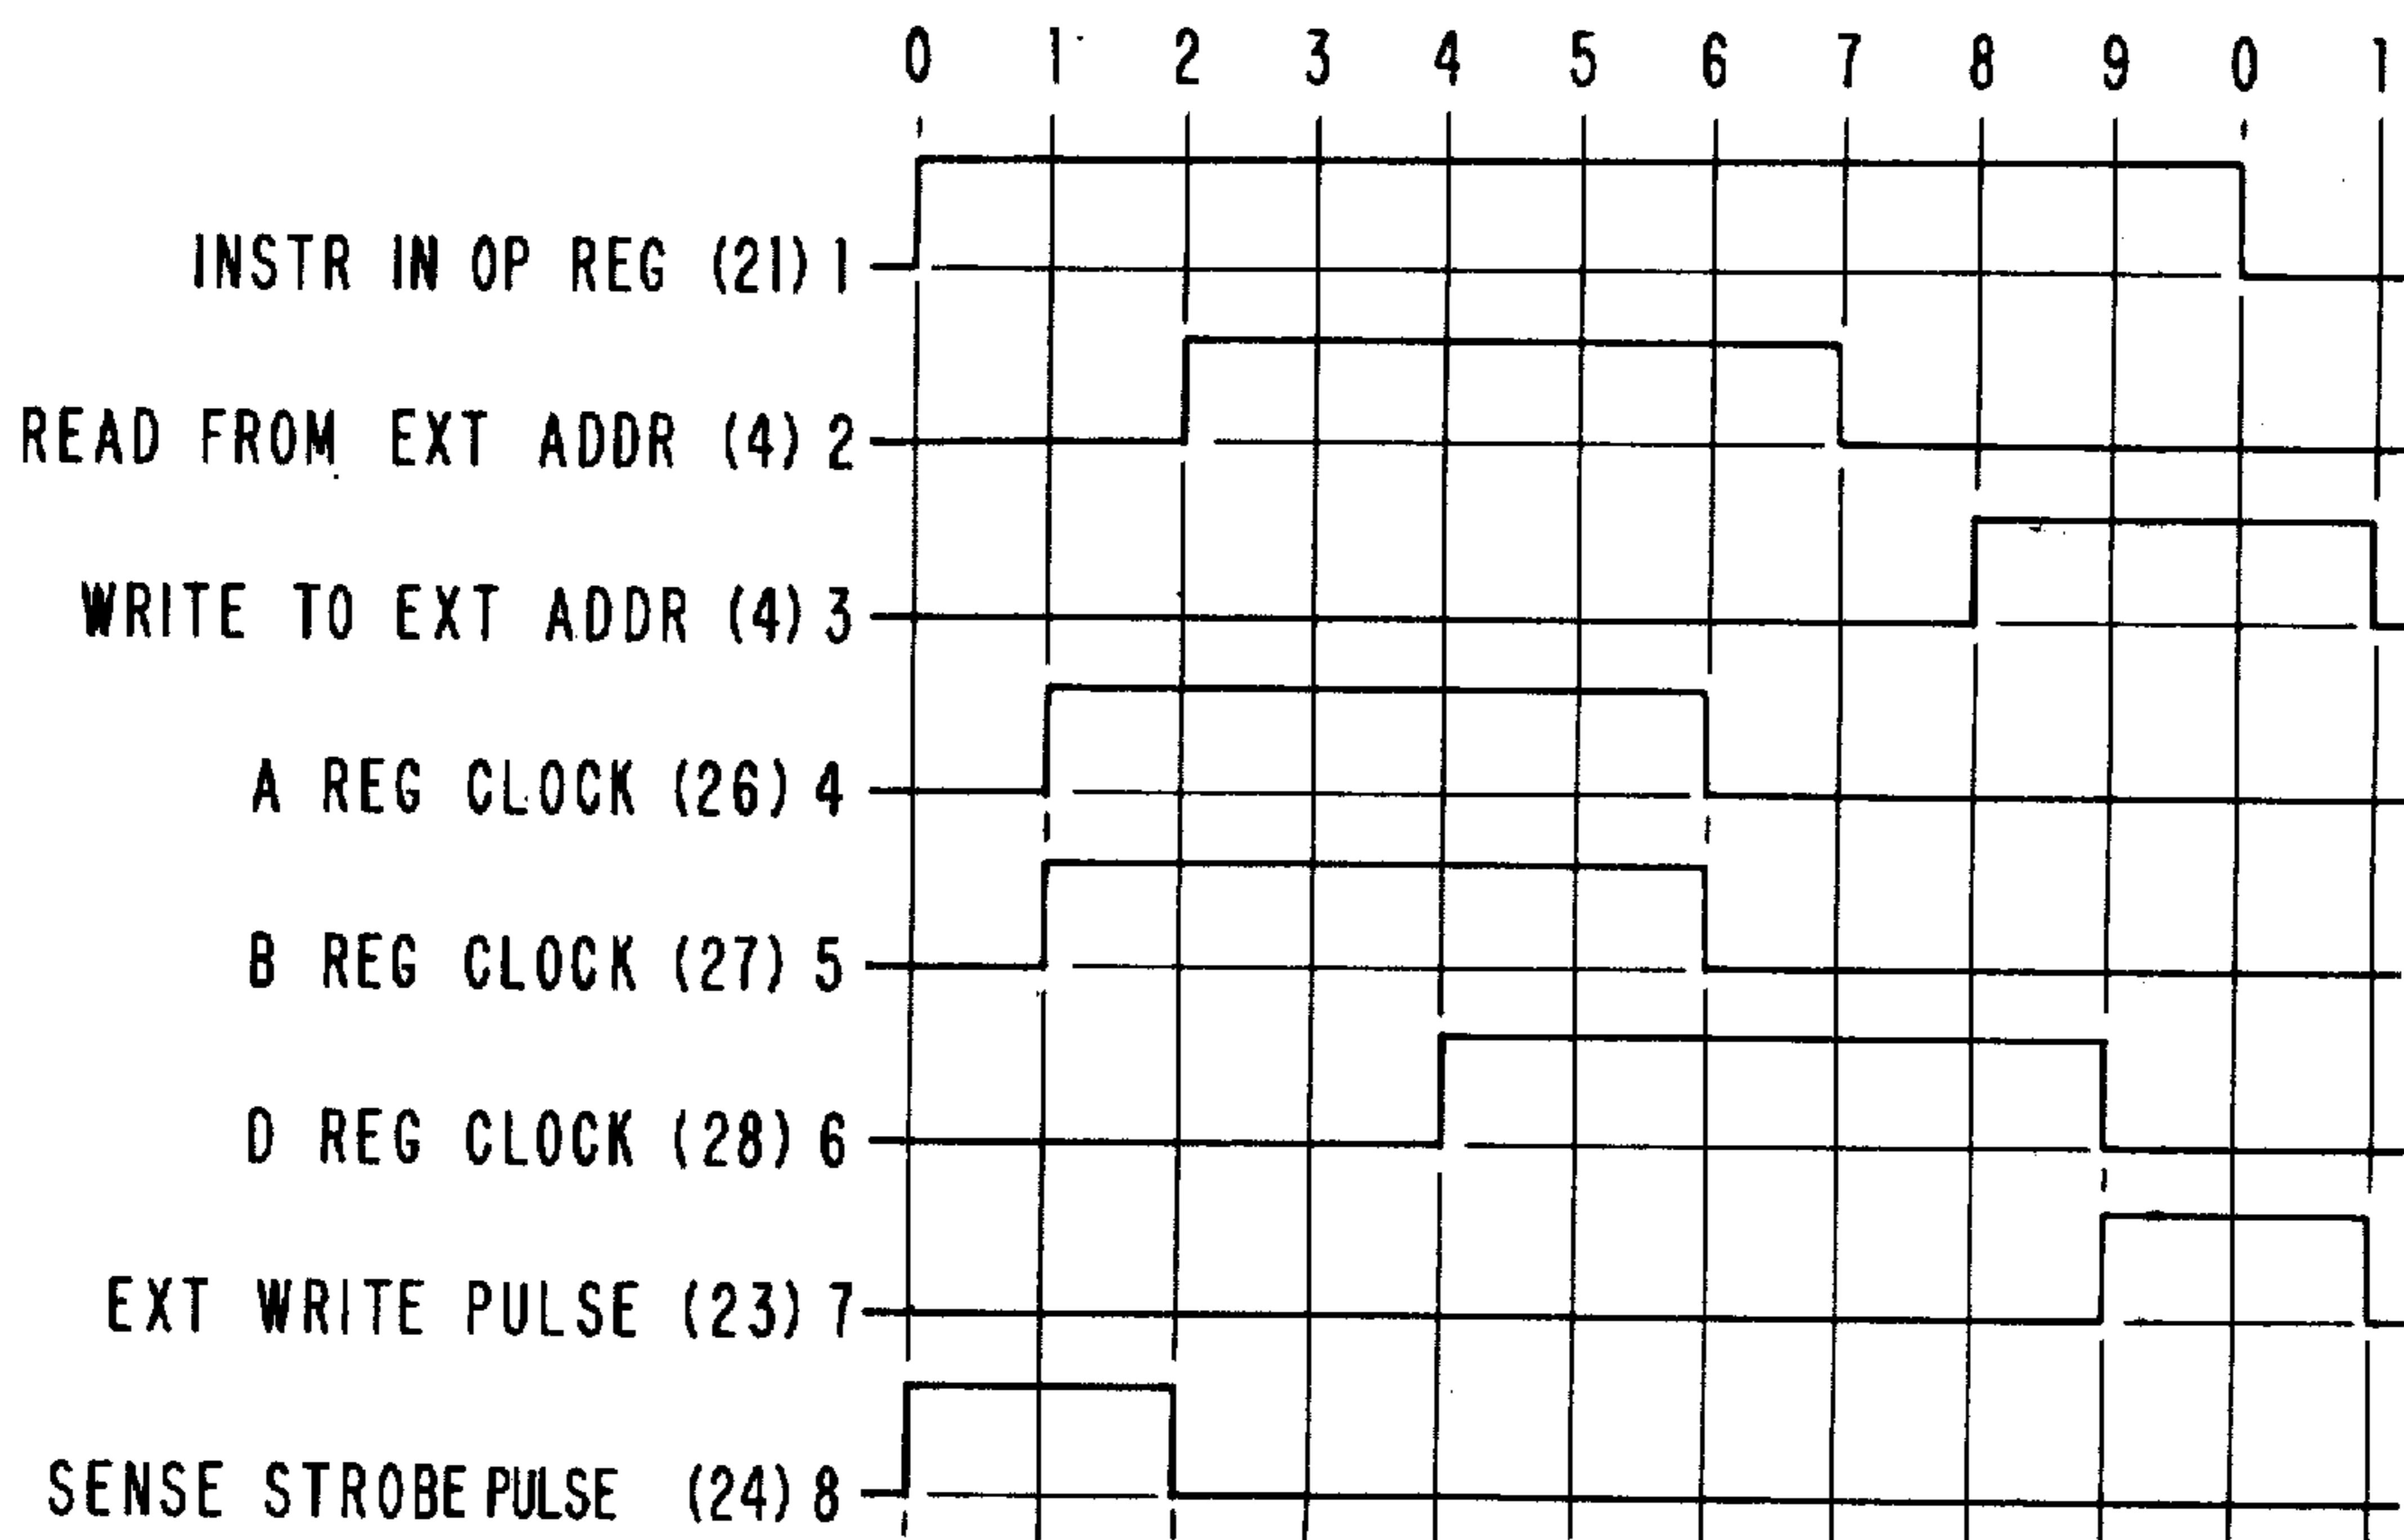 0 1 2 3 4 5 6 7 8 9 0 1
INSTR IN OP REG (21) 1
READ FROM EXT ADDR (4) 2
WRITE TO EXT ADDR (4) 3
A REG CLOCK (26) 4
B REG CLOCK (27) 5
D REG CLOCK (28) 6
EXT WRITE PULSE (23) 7
SENSE STROBE PULSE (24) 8